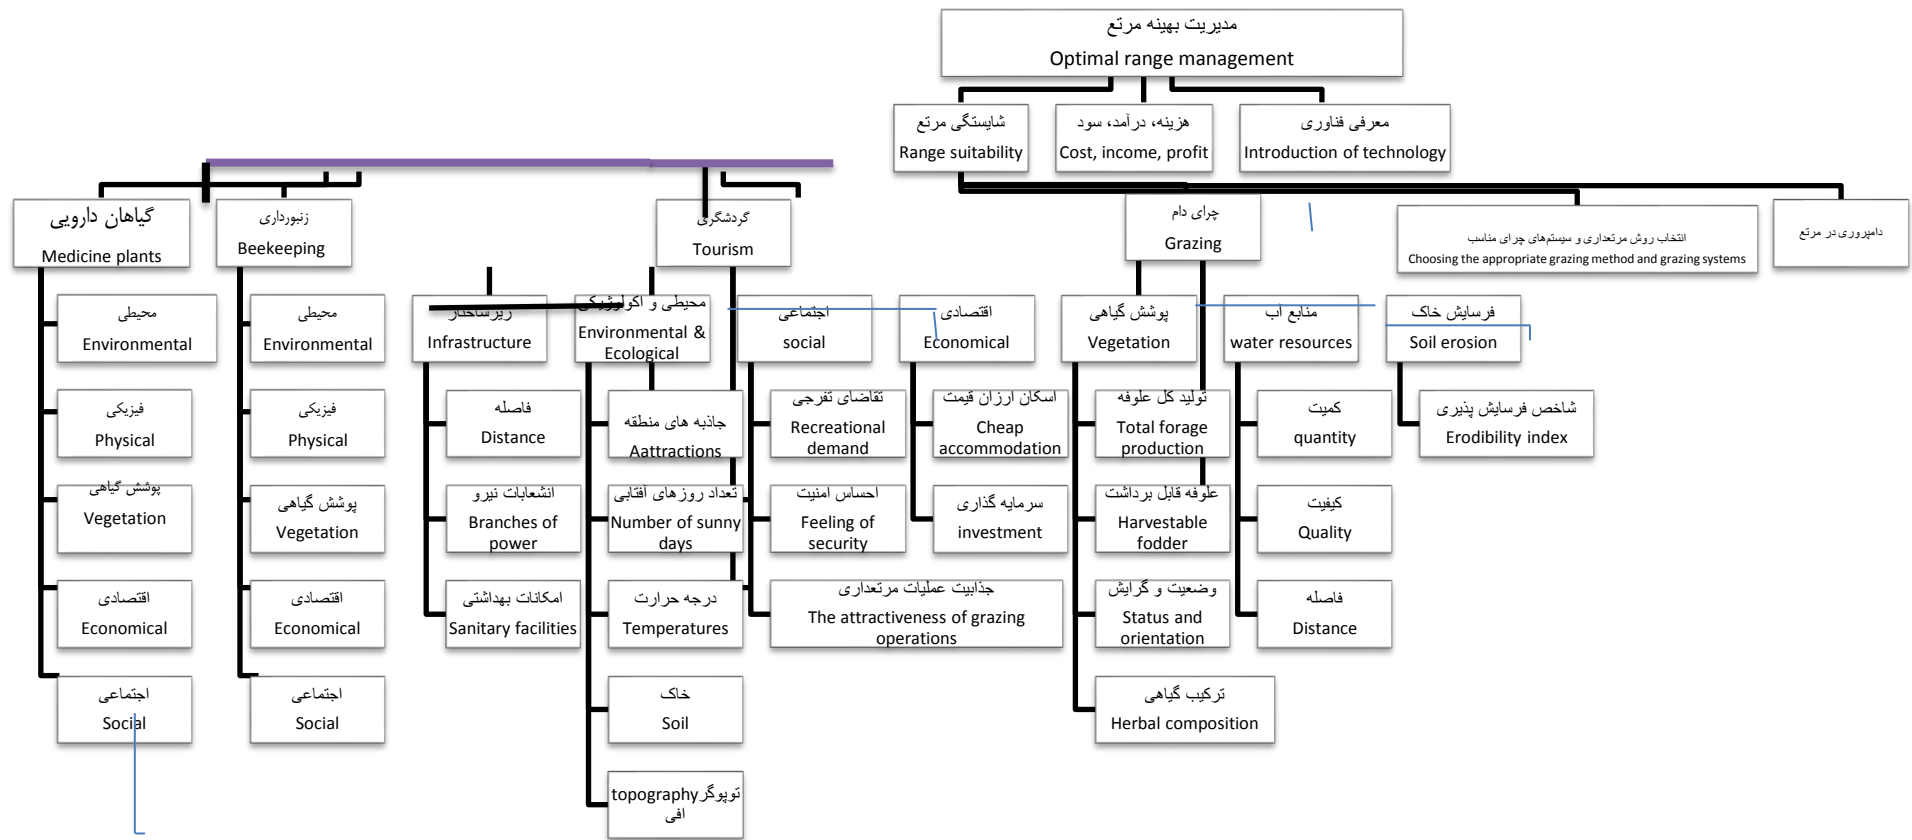 مدیریت بهینه مرتع
Optimal range management
شایستگی مرتع
Range suitability
هزینه، درآمد، سود
Cost, income, profit
معرفی فناوری
Introduction of technology
گیاهان دارویی
Medicine plants
زنبورداری
Beekeeping
گردشگری
Tourism
چرای دام
Grazing
انتخاب روش مرتعداری و سیستم‌های چرای مناسب
Choosing the appropriate grazing method and grazing systems
دامپروری در مرتع
محیطی
Environmental
فیزیکی
Physical
پوشش گیاهی
Vegetation
اقتصادی
Economical
اجتماعی
Social
محیطی
Environmental
فیزیکی
Physical
پوشش گیاهی
Vegetation
اقتصادی
Economical
اجتماعی
Social
زیرساختار
Infrastructure
فاصله
Distance
انشعابات نیرو
Branches of
power
امکانات بهداشتی
Sanitary facilities
محیطی و اکولوژیکی
Environmental &
Ecological
جاذبه های منطقه
Aattractions
تعداد روزهای آفتابی
Number of sunny
days
درجه حرارت
Temperatures
خاک
Soil
topographyتوپوگر
افی
اجتماعی
social
تقاضای تفرجی
Recreational
demand
احساس امنیت
Feeling of
security
جذابیت عملیات مرتعداری
The attractiveness of grazing
operations
اقتصادی
Economical
اسکان ارزان قیمت
Cheap
accommodation
سرمایه گذاری
investment
پوشش گیاهی
Vegetation
تولید کل علوفه
Total forage
production
علوفه قابل برداشت
Harvestable
fodder
وضعیت و گرایش
Status and
orientation
ترکیب گیاهی
Herbal composition
منابع آب
water resources
کمیت
quantity
کیفیت
Quality
فاصله
Distance
فرسایش خاک
Soil erosion
شاخص فرسایش پذیری
Erodibility index